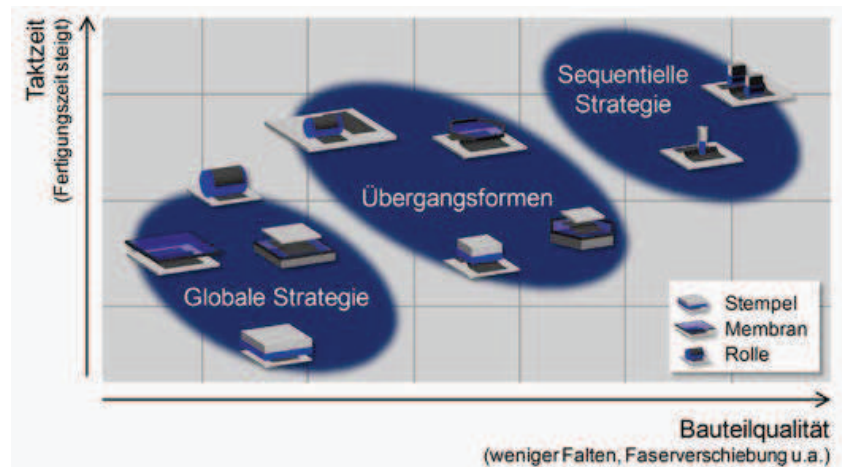 Taktzeit
(Fertigungszeit steigt)
Sequentielle
Strategie
Übergangsformen
Globale Strategie
Stempel
Membran
Rolle
Bauteilqualität
(weniger Falten, Faserverschiebung u.a.)